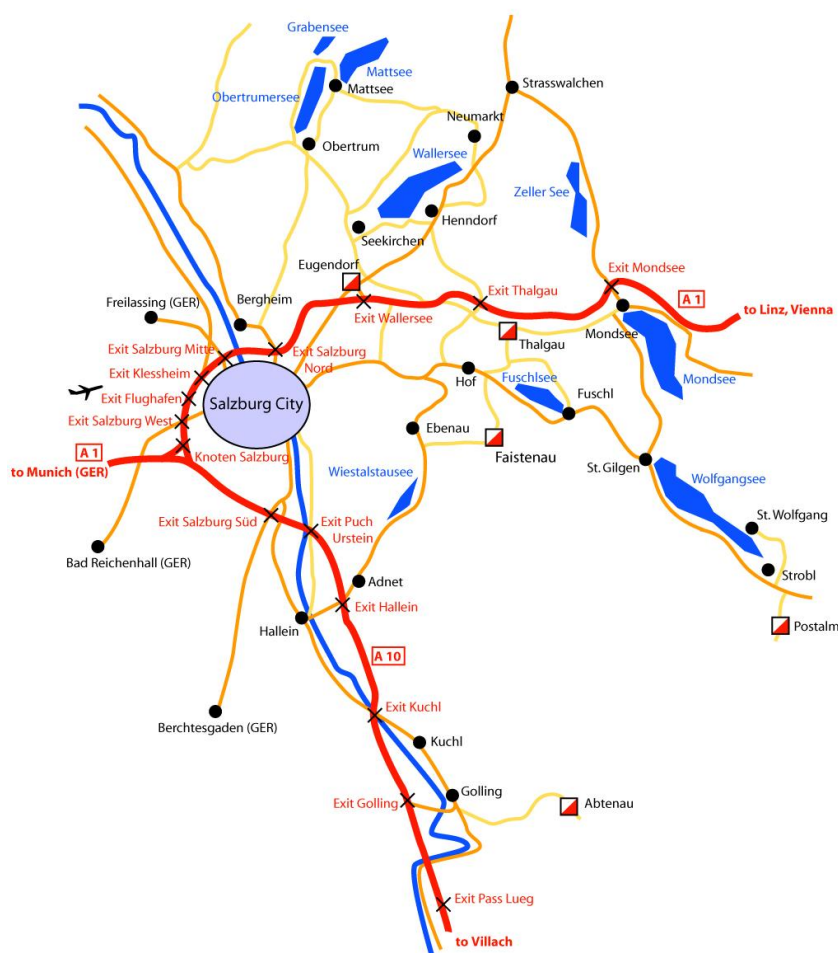 Grabensee
Mattsee
Mattsee
Strasswalchen
Obertrumersee
Neumarkt
Obertrum
Wallersee
Zeller See
Henndorf
Seekirchen
Eugendorf
Exit Mondsee
Freilassing (GER)
Bergheim
Exit Thalgau
A 1
to Linz, Vienna
Exit Wallersee
Thalgau
Mondsee
Exit Salzburg Mitte
Exit Salzburg
Nord
Exit Klessheim
Hof
Fuschlsee
Mondsee
Exit Flughafen
Salzburg City
Fuschl
Exit Salzburg West
Ebenau
A 1
Knoten Salzburg
Faistenau
to Munich (GER)
Wiestalstausee
St. Gilgen
Wolfgangsee
St. Wolfgang
Exit Salzburg Süd
Exit Puch
Urstein
Bad Reichenhall (GER)
Strobl
Adnet
Exit Hallein
Hallein
Postalm
A 10
Exit Kuchl
Berchtesgaden (GER)
Kuchl
Golling
Exit Golling
Abtenau
Exit Pass Lueg
to Villach